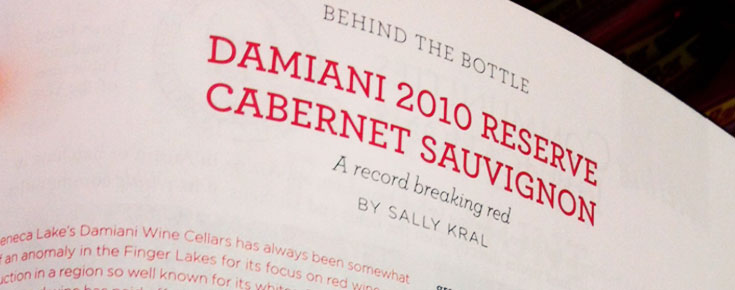 BEHIND THE BOTTLE
DAMIANI 2010 RESERVE
CABERNET SAUVIGNON
A record breaking red
BY SALLY KRAL
eneca Lake's Damiani Wine Cellars has always been somewhat
an anomaly in the Finger Lakes for its focus on red wine
uction in a region so well known for its